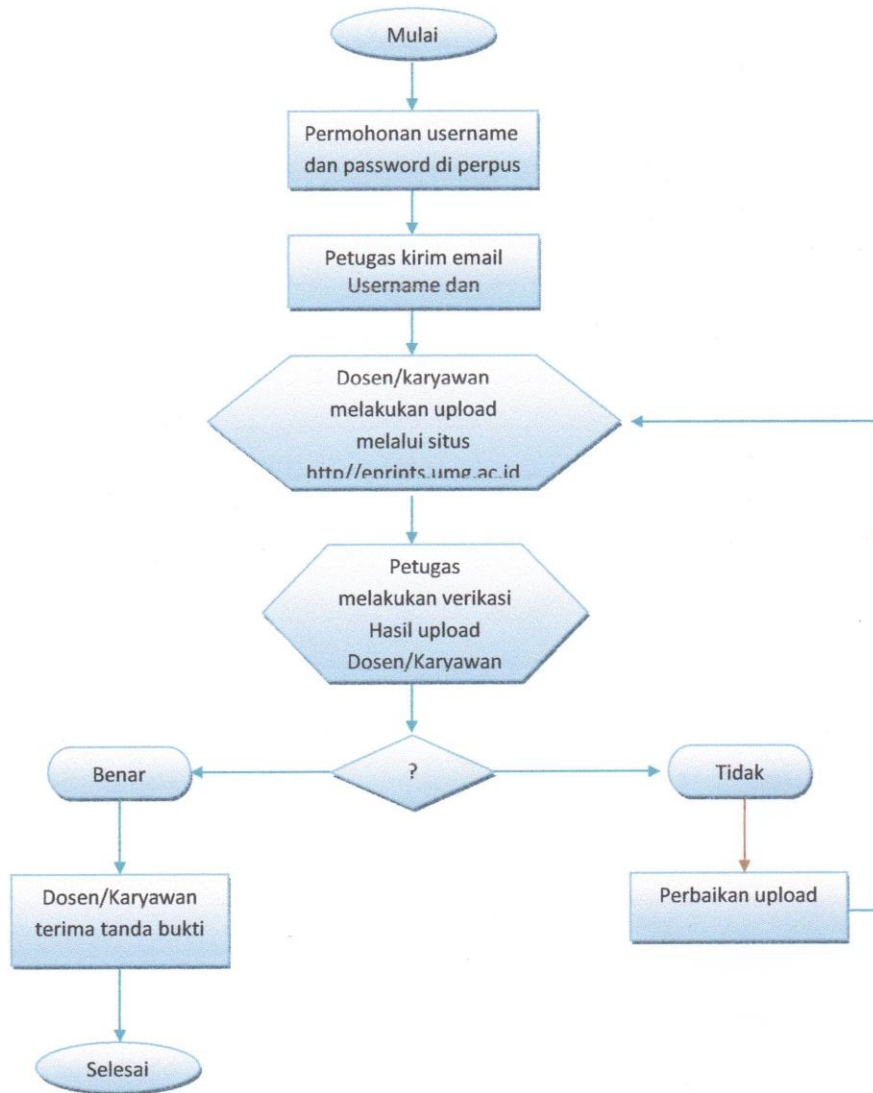 Mulai
Permohonan username
dan password di perpus
Petugas kirim email
Username dan
Dosen/karyawan
melakukan upload
melalui situs
http//eprints.umg.ac.id
Petugas
melakukan verikasi
Hasil upload
Dosen/Karyawan
?
Benar
Tidak
Dosen/Karyawan
terima tanda bukti
Perbaikan upload
Selesai